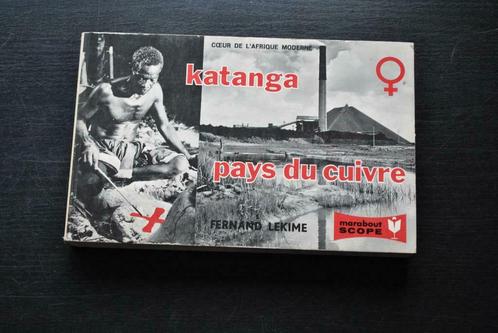 CŒUR DE L'AFRIQUE MODERNE
katanga
pays du cuivre
FERNAND LEKIME
marabout
SCOPE